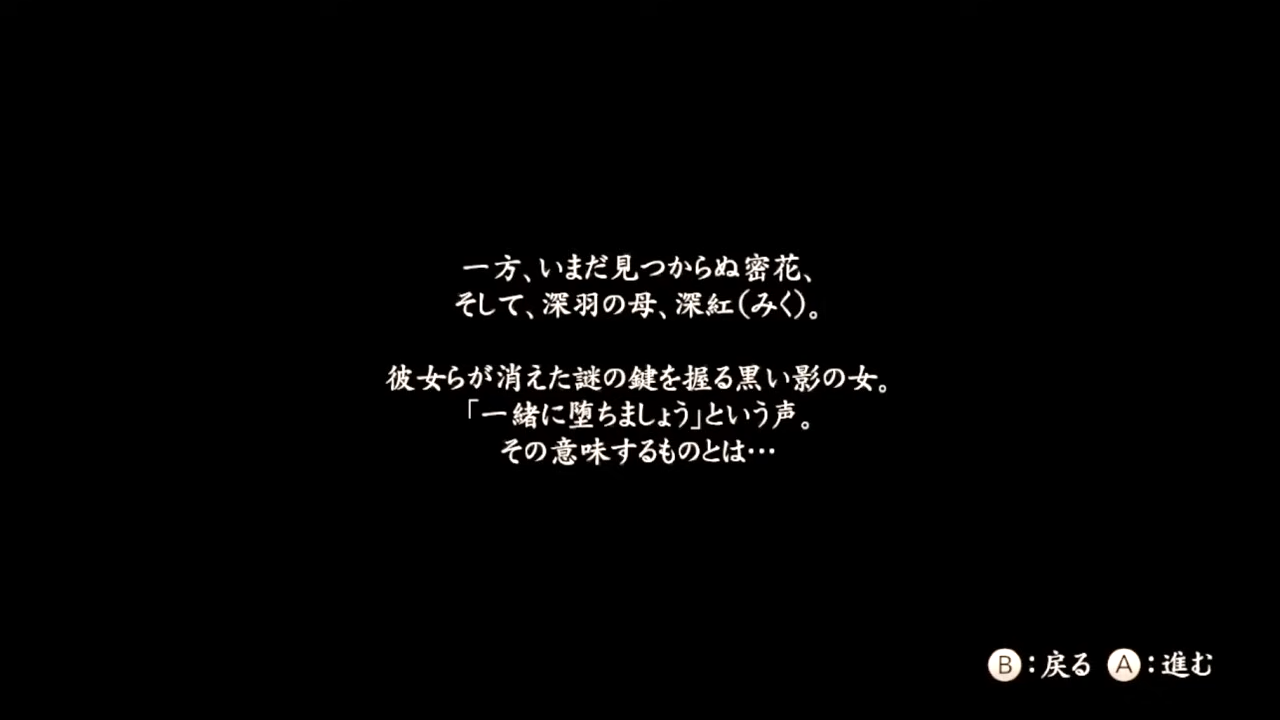 一方、いまだ見つからぬ密花、
そして、深羽の母、深紅(みく)。
彼女らが消えた謎の鍵を握る黒い影の女。
「一緒に堕ちましょう」という声。
その意味するものとは…
B:戻る A:進む